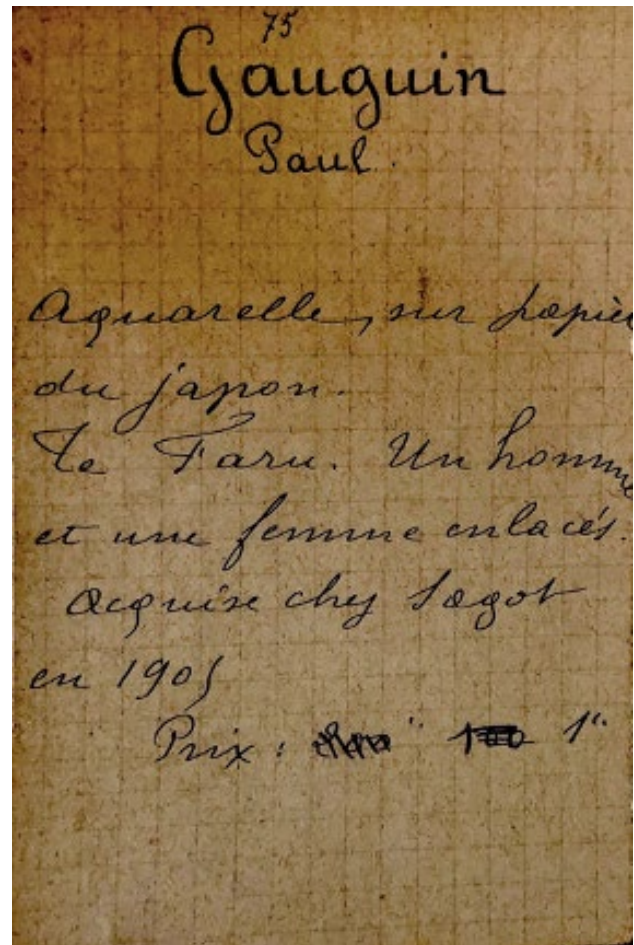 75
Gauguin
Paul.
Aquarelle, sur papier
du japon.
Te Faru. Un homme
et une femme enlacés.
Acquise chez Sagot
en 1905
Prix :